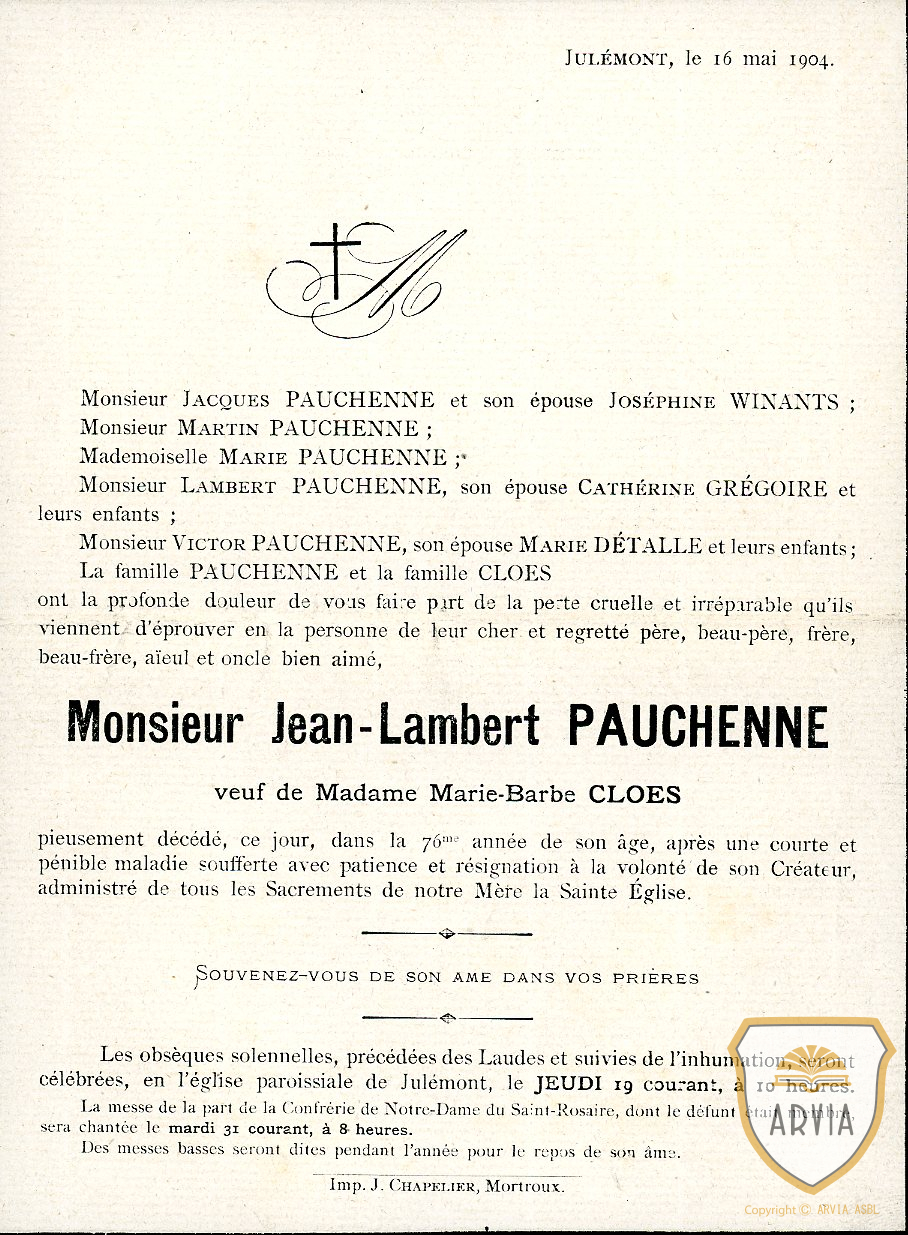 JULÉMONT, le 16 mai 1904.
M
Monsieur JACQUES PAUCHENNE et son épouse JOSÉPHINE WINANTS ;
Monsieur MARTIN PAUCHENNE ;
Mademoiselle MARIE PAUCHENNE ;
Monsieur LAMBERT PAUCHENNE, son épouse CATHÉRINE GRÉGOIRE et
leurs enfants ;
Monsieur VICTOR PAUCHENNE, son épouse MARIE DÉTALLE et leurs enfants ;
La famille PAUCHENNE et la famille CLOES
ont la profonde douleur de vous faire part de la perte cruelle et irréparable qu'ils
viennent d'éprouver en la personne de leur cher et regretté père, beau-père, frère,
beau-frère, aïeul et oncle bien aimé,
Monsieur Jean-Lambert PAUCHENNE
veuf de Madame Marie-Barbe CLOES
pieusement décédé, ce jour, dans la 76me année de son âge, après une courte et
pénible maladie soufferte avec patience et résignation à la volonté de son Créateur,
administré de tous les Sacrements de notre Mère la Sainte Église.
SOUVENEZ-VOUS DE SON AME DANS VOS PRIÈRES
Les obsèques solennelles, précédées des Laudes et suivies de l'inhumation, seront
célébrées, en l'église paroissiale de Julémont, le JEUDI 19 courant, à 10 heures.
La messe de la part de la Confrérie de Notre-Dame du Saint-Rosaire, dont le défunt était membre,
sera chantée le mardi 31 courant, à 8 heures.
Des messes basses seront dites pendant l'année pour le repos de son âme.
Imp. J. CHAPELIER, Mortroux.
ARVIA
Copyright © ARVIA ASBL